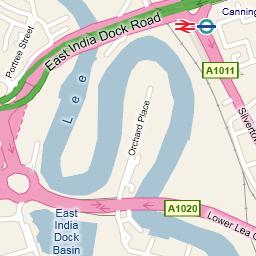 Canning
Portree Street
East India Dock Road
Lee
A1011
Orchard Place
Silverto
A1020
Lower Lea C
East
India
Dock
Basin